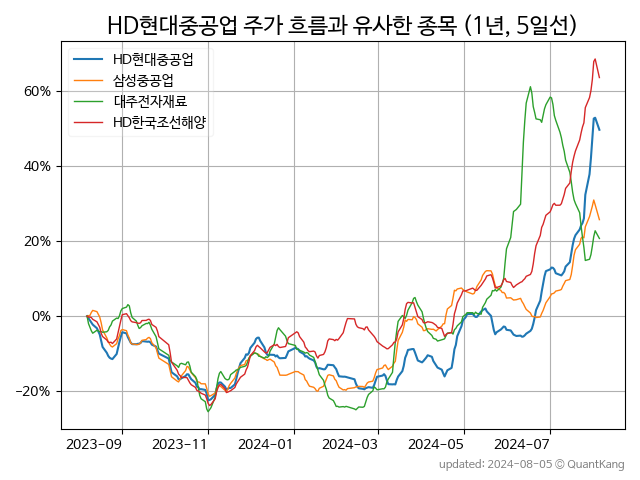 HD현대중공업 주가 흐름과 유사한 종목 (1년, 5일선)
HD현대중공업
삼성중공업
대주전자재료
HD한국조선해양
60%
40%
20%
0%
−20%
2023-09 2023-11 2024-01 2024-03 2024-05 2024-07
updated: 2024-08-05 © QuantKang